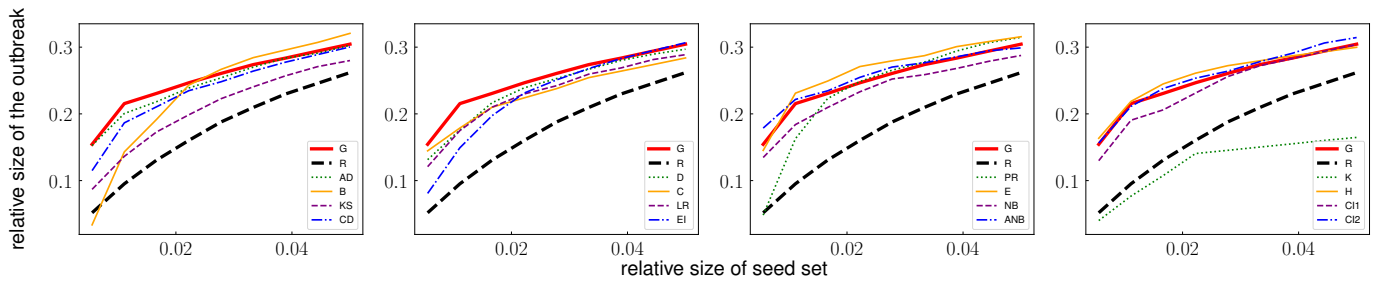 relative size of the outbreak
0.3
0.2
0.1
0.02
0.04
G
R
AD
B
KS
CD
0.3
0.2
0.1
0.02
0.04
G
R
D
C
LR
EI
0.3
0.2
0.1
0.02
0.04
G
R
PR
E
NB
ANB
0.3
0.2
0.1
0.02
0.04
G
R
K
H
CI1
CI2
relative size of seed set